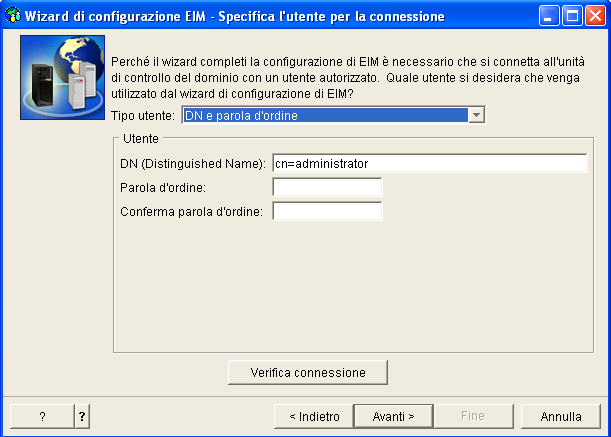 Wizard di configurazione EIM - Specifica l'utente per la connessione
Perché il wizard completi la configurazione di EIM è necessario che si connetta all'unità
di controllo del dominio con un utente autorizzato. Quale utente si desidera che venga
utilizzato dal wizard di configurazione di EIM?
Tipo utente: DN e parola d'ordine
Utente
DN (Distinguished Name): cn=administrator
Parola d'ordine:
Conferma parola d'ordine:
Verifica connessione
? ? < Indietro Avanti > Fine Annulla